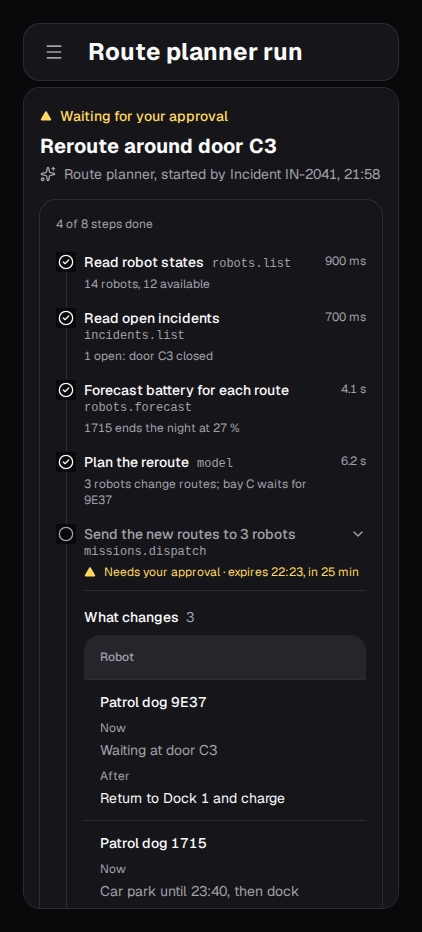 Route planner run
Waiting for your approval
Reroute around door C3
Route planner, started by Incident IN-2041, 21:58
4 of 8 steps done
Read robot states robots.list 900 ms
14 robots, 12 available
Read open incidents 700 ms
incidents.list
1 open: door C3 closed
Forecast battery for each route 4.1 s
robots.forecast
1715 ends the night at 27 %
Plan the reroute model 6.2 s
3 robots change routes; bay C waits for
9E37
Send the new routes to 3 robots
missions.dispatch
Needs your approval · expires 22:23, in 25 min
What changes 3
Robot
Patrol dog 9E37
Now
Waiting at door C3
After
Return to Dock 1 and charge
Patrol dog 1715
Now
Car park until 23:40, then dock